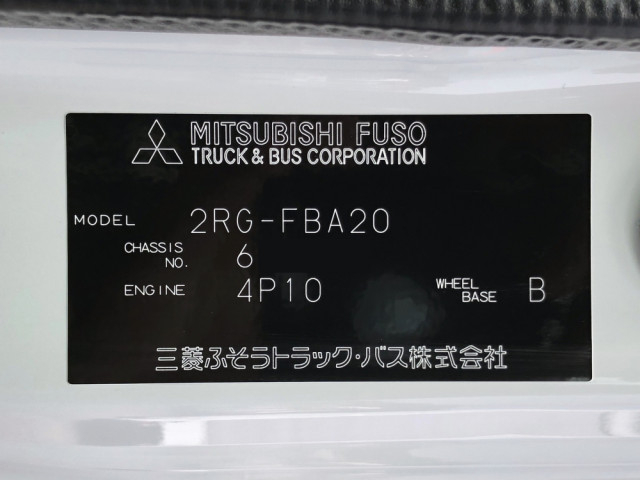 MITSUBISHI FUSO
TRUCK & BUS CORPORATION
MODEL 2RG-FBA20
CHASSIS NO. 6
ENGINE 4P10 WHEEL BASE B
三菱ふそうトラック・バス株式会社